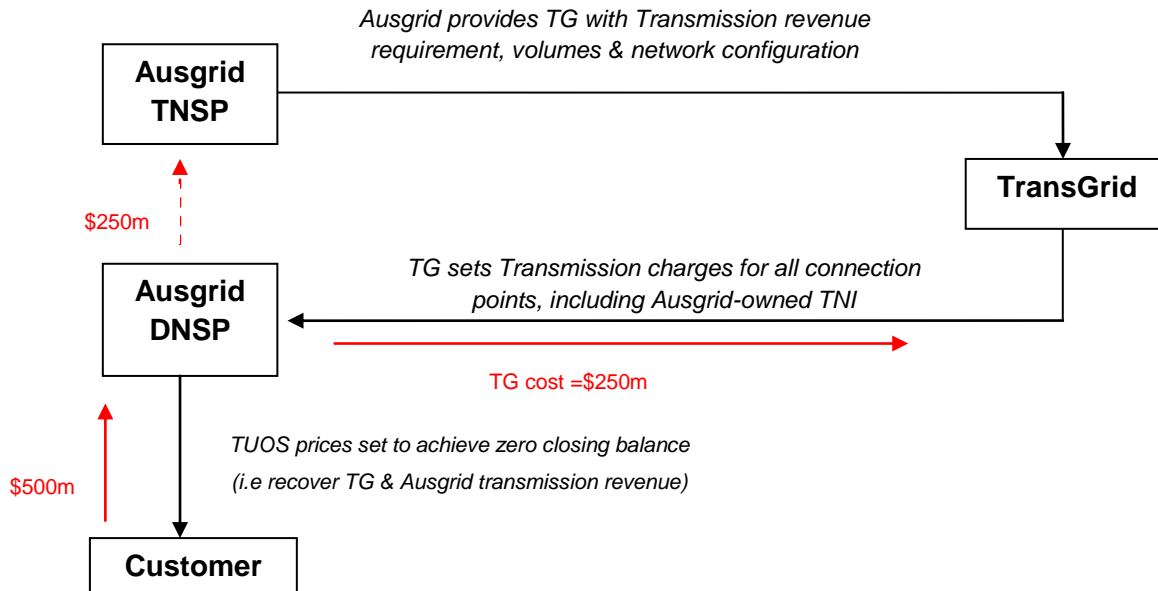 Ausgrid provides TG with Transmission revenue
requirement, volumes & network configuration
Ausgrid
TNSP
TransGrid
$250m
TG sets Transmission charges for all connection
points, including Ausgrid-owned TNI
Ausgrid
DNSP
TG cost =$250m
TUOS prices set to achieve zero closing balance
(i.e recover TG & Ausgrid transmission revenue)
$500m
Customer